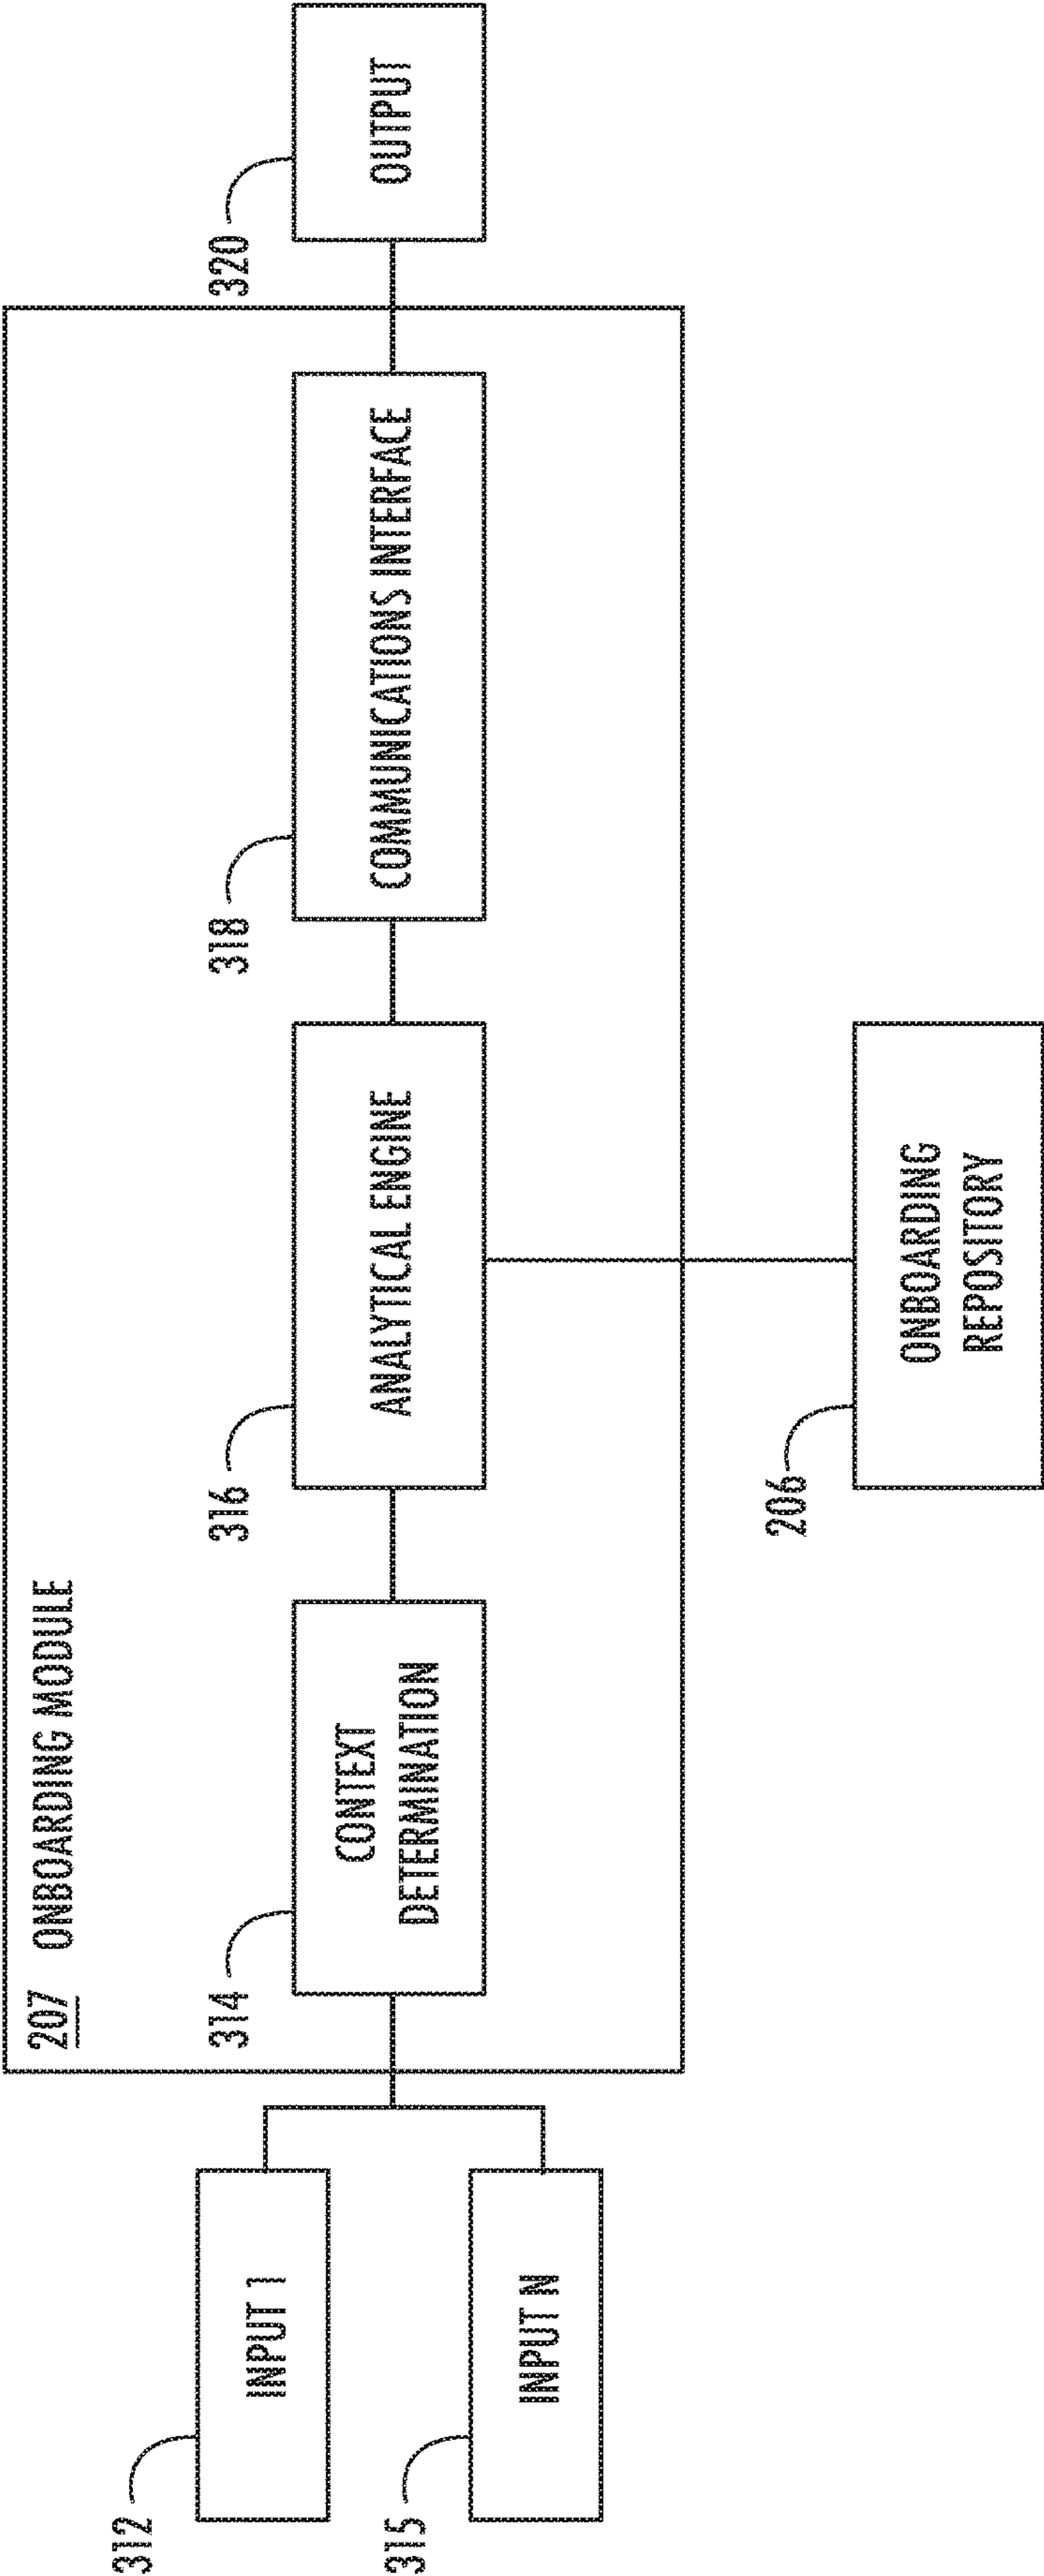 207 ONBOARDING MODULE
312
INPUT 1
315
INPUT N
314
CONTEXT
DETERMINATION
316
ANALYTICAL ENGINE
318
COMMUNICATIONS INTERFACE
320
OUTPUT
206
ONBOARDING
REPOSITORY